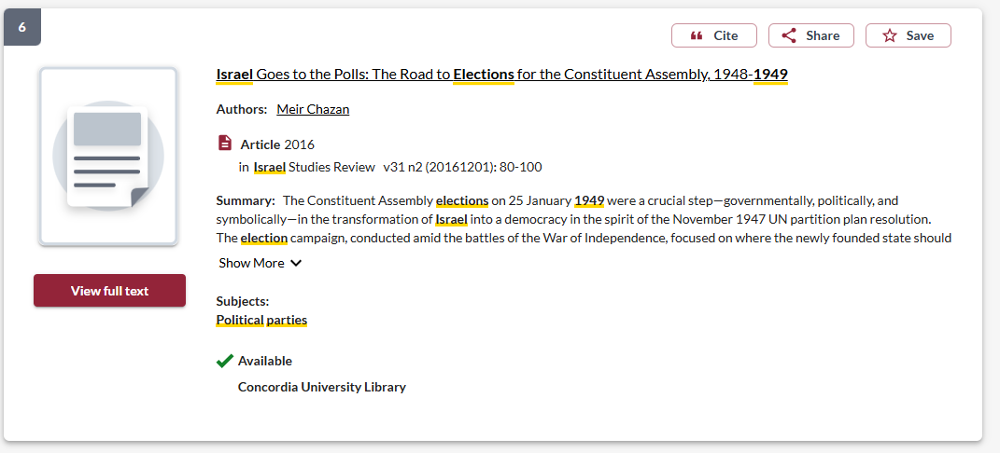 6
Cite
Share
Save
Israel Goes to the Polls: The Road to Elections for the Constituent Assembly, 1948-1949
Authors: Meir Chazan
Article 2016
in Israel Studies Review v31 n2 (20161201): 80-100
Summary: The Constituent Assembly elections on 25 January 1949 were a crucial step—governmentally, politically, and
symbolically—in the transformation of Israel into a democracy in the spirit of the November 1947 UN partition plan resolution.
The election campaign, conducted amid the battles of the War of Independence, focused on where the newly founded state should
Show More
View full text
Subjects:
Political parties
Available
Concordia University Library